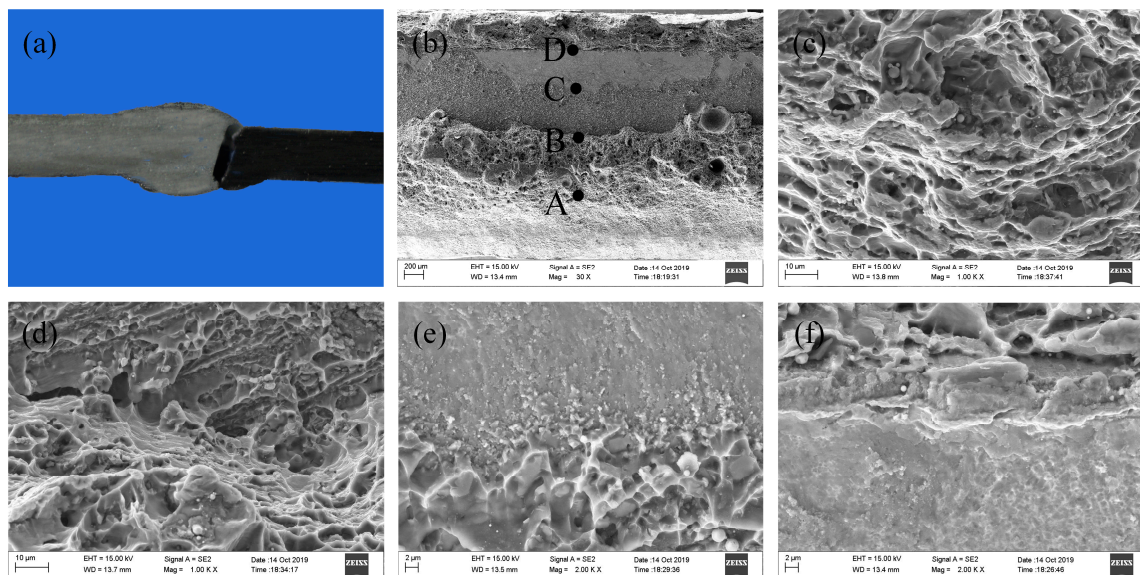 (a)
(b)
D
C
B
A
200 µm
EHT = 15.00 kV
WD = 13.4 mm
Signal A = SE2
Mag = 30 X
Date :14 Oct 2019
Time :18:19:31
ZEISS
(c)
10 µm
EHT = 15.00 kV
WD = 13.8 mm
Signal A = SE2
Mag = 1.00 K X
Date :14 Oct 2019
Time :18:37:41
ZEISS
(d)
10 µm
EHT = 15.00 kV
WD = 13.7 mm
Signal A = SE2
Mag = 1.00 K X
Date :14 Oct 2019
Time :18:34:17
ZEISS
(e)
2 µm
EHT = 15.00 kV
WD = 13.5 mm
Signal A = SE2
Mag = 2.00 K X
Date :14 Oct 2019
Time :18:29:36
ZEISS
(f)
2 µm
EHT = 15.00 kV
WD = 13.4 mm
Signal A = SE2
Mag = 2.00 K X
Date :14 Oct 2019
Time :18:26:46
ZEISS